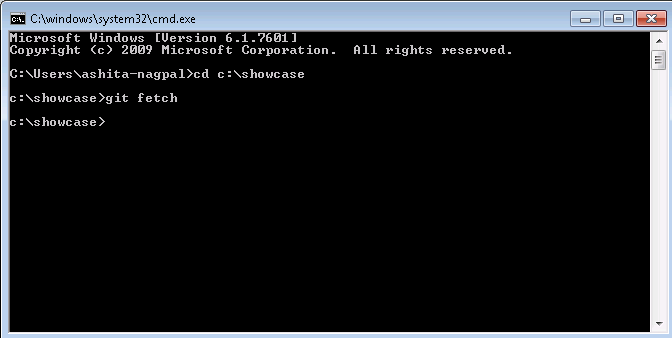 C:\windows\system32\cmd.exe
Microsoft Windows [Version 6.1.7601]
Copyright (c) 2009 Microsoft Corporation.  All rights reserved.
C:\Users\ashita-nagpal>cd c:\showcase
c:\showcase>git fetch
c:\showcase>